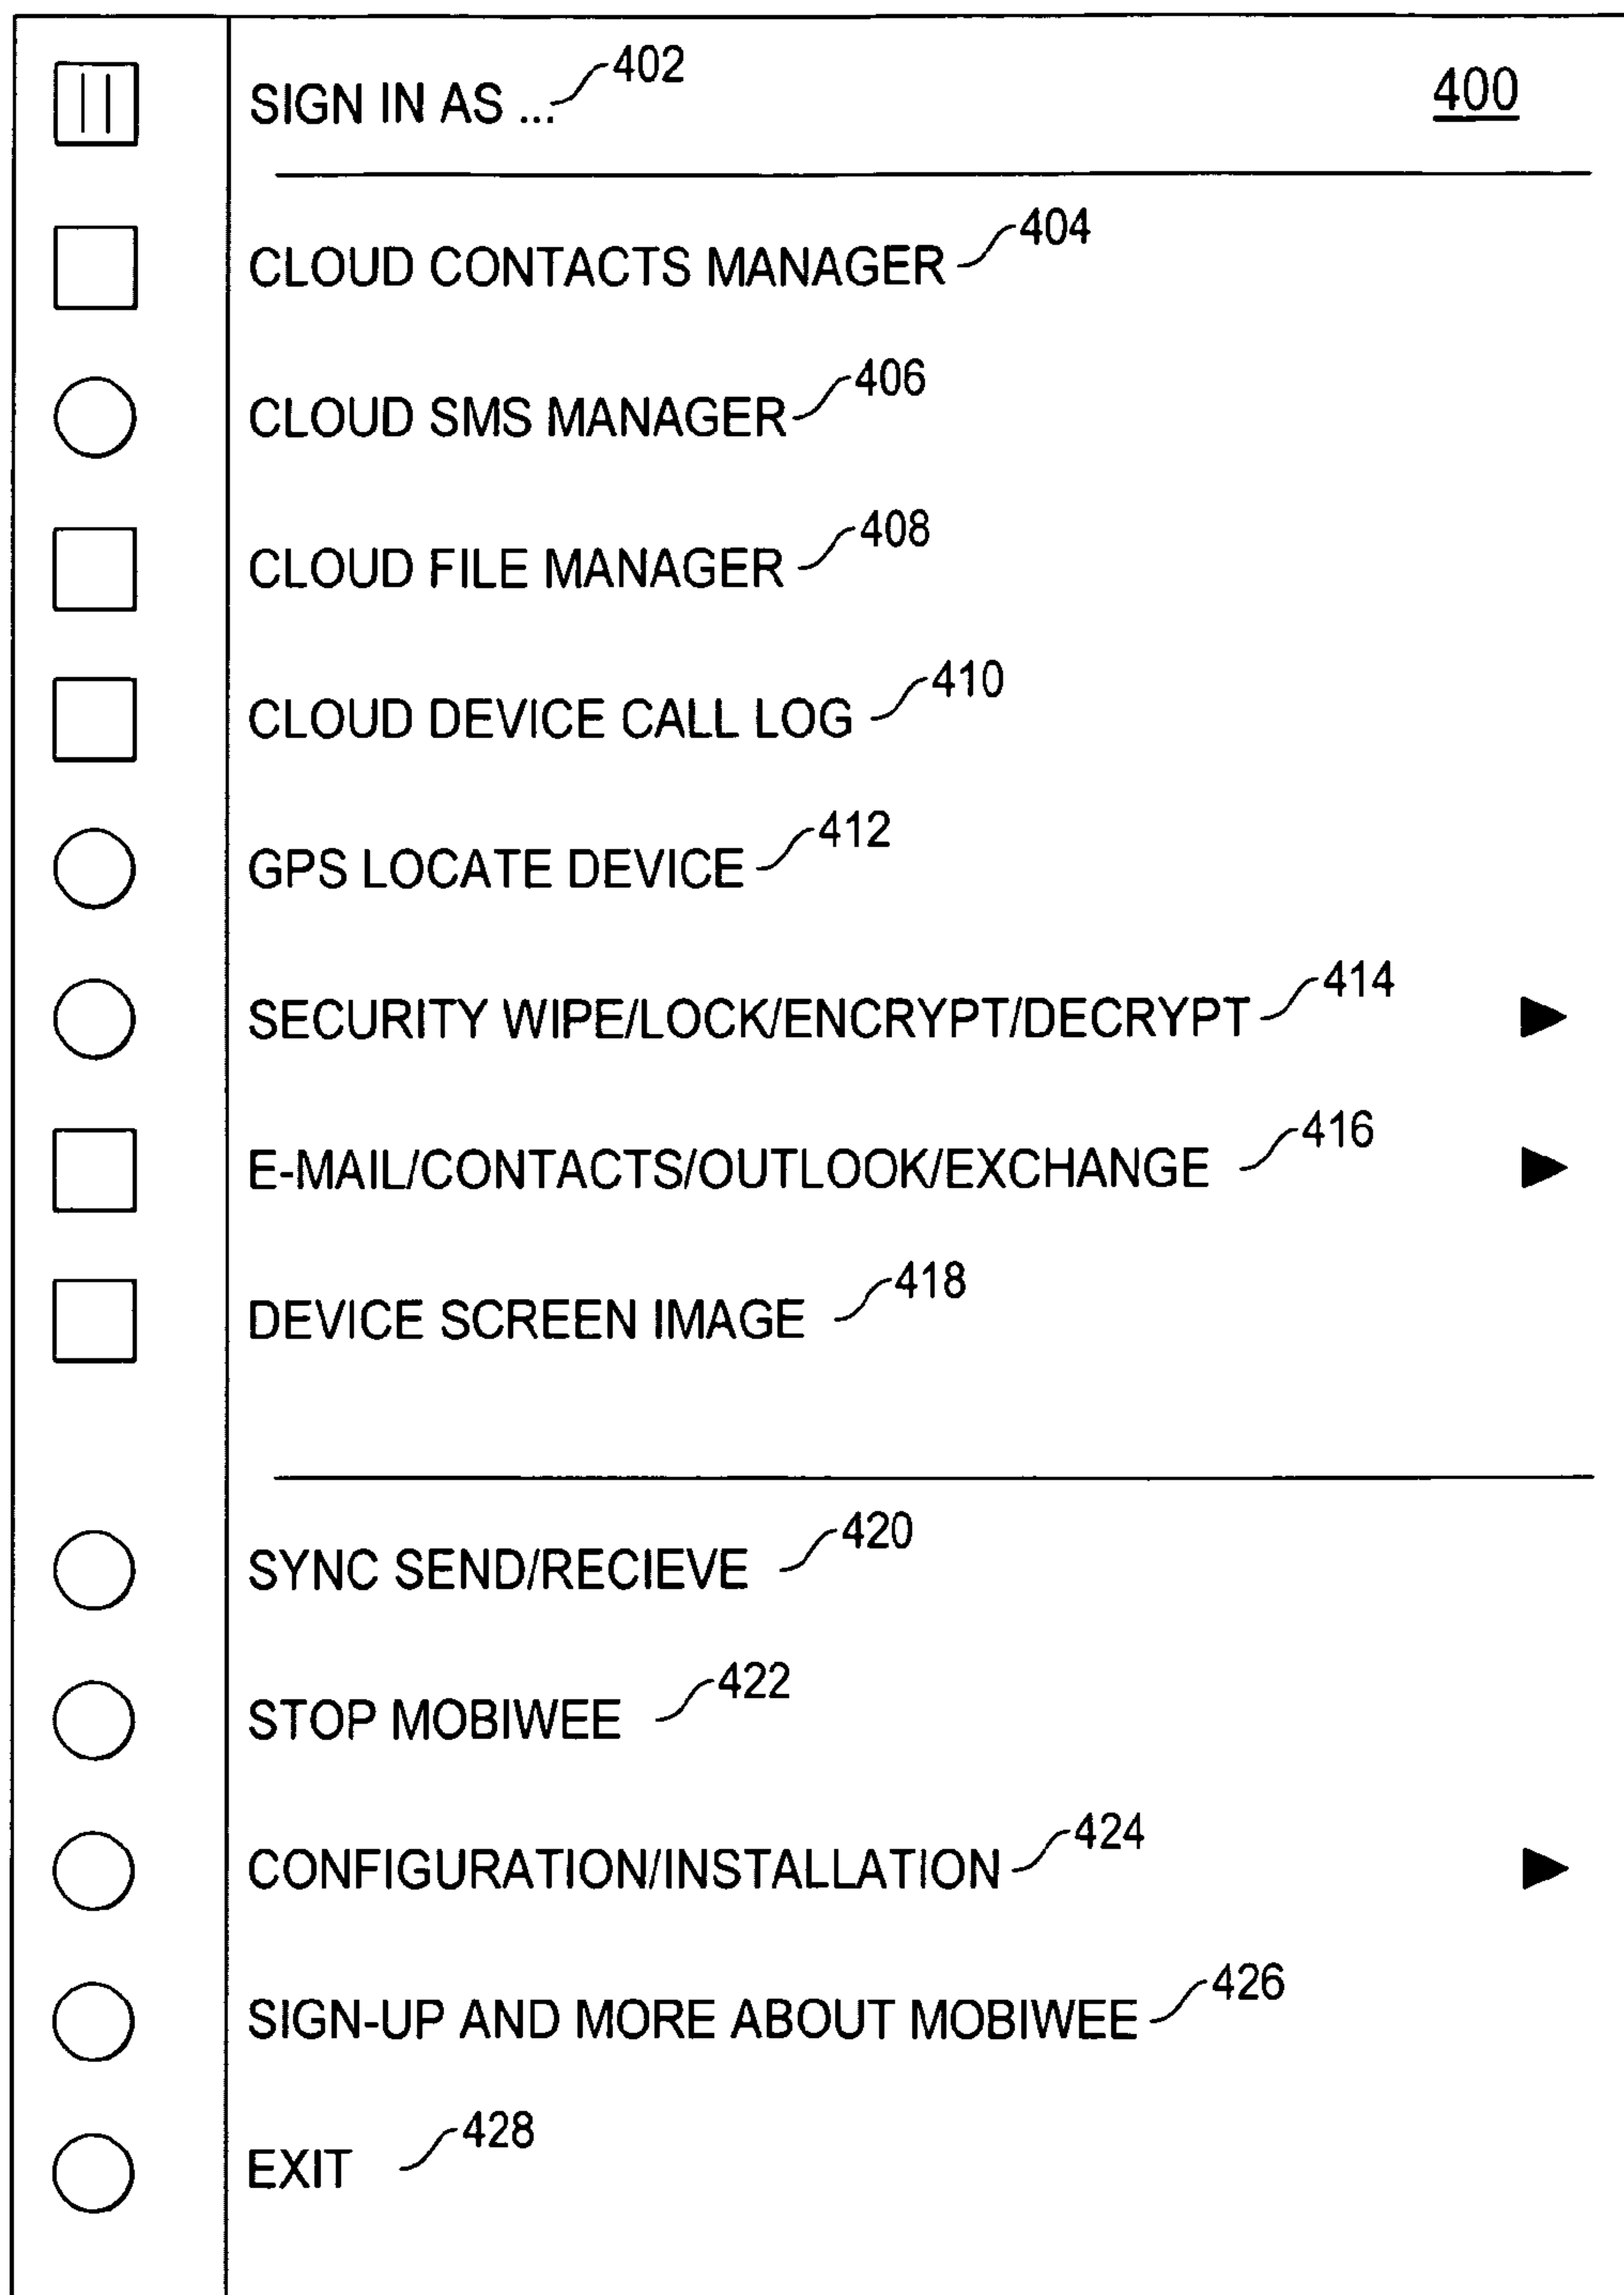 SIGN IN AS ... 402 400
CLOUD CONTACTS MANAGER 404
CLOUD SMS MANAGER 406
CLOUD FILE MANAGER 408
CLOUD DEVICE CALL LOG 410
GPS LOCATE DEVICE 412
SECURITY WIPE/LOCK/ENCRYPT/DECRYPT 414
E-MAIL/CONTACTS/OUTLOOK/EXCHANGE 416
DEVICE SCREEN IMAGE 418
SYNC SEND/RECIEVE 420
STOP MOBIWEE 422
CONFIGURATION/INSTALLATION 424
SIGN-UP AND MORE ABOUT MOBIWEE 426
EXIT 428